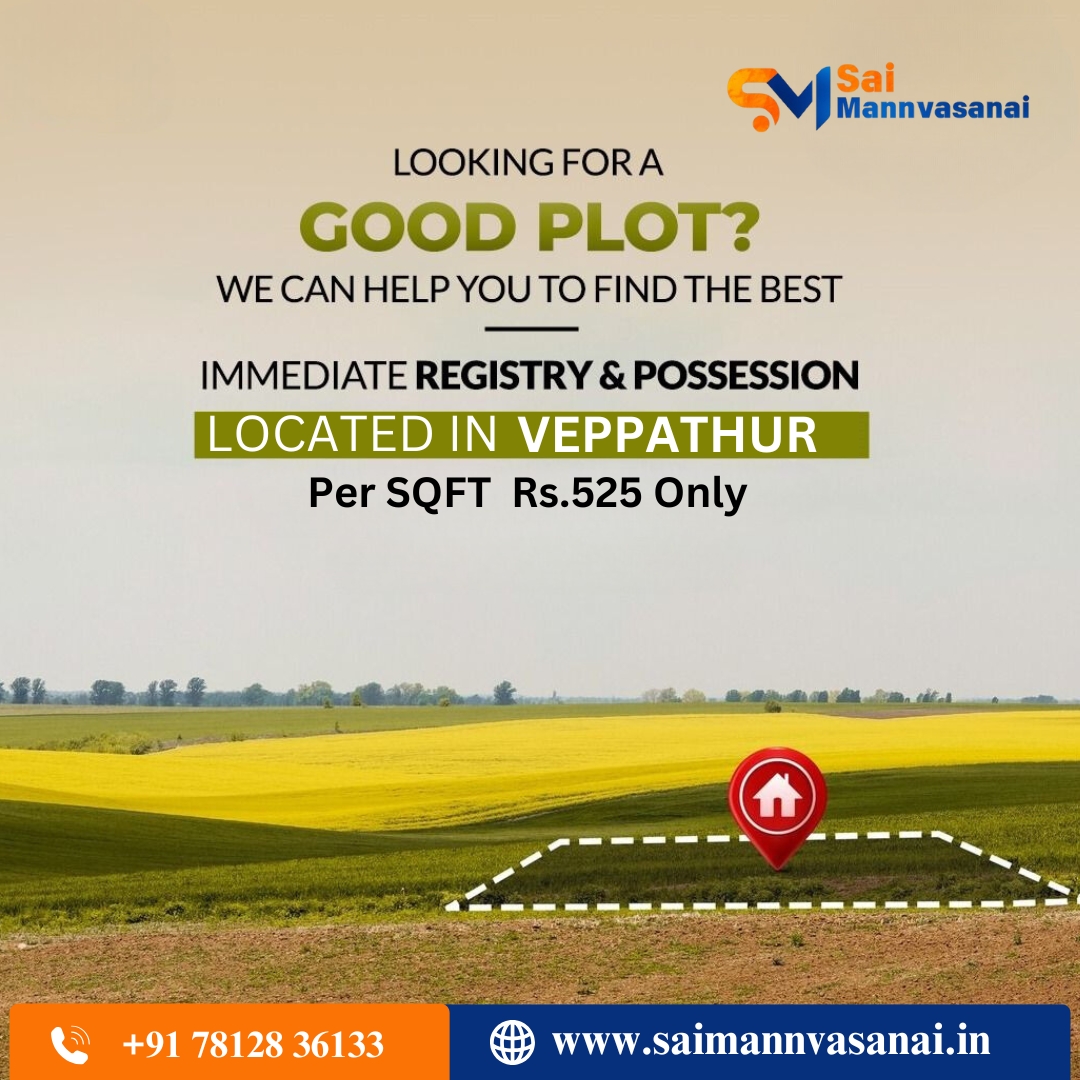 Sai
Mannvasanai
LOOKING FOR A
GOOD PLOT?
WE CAN HELP YOU TO FIND THE BEST
IMMEDIATE REGISTRY & POSSESSION
LOCATED IN VEPPATHUR
Per SQFT Rs.525 Only
+91 78128 36133
www.saimannvasanai.in